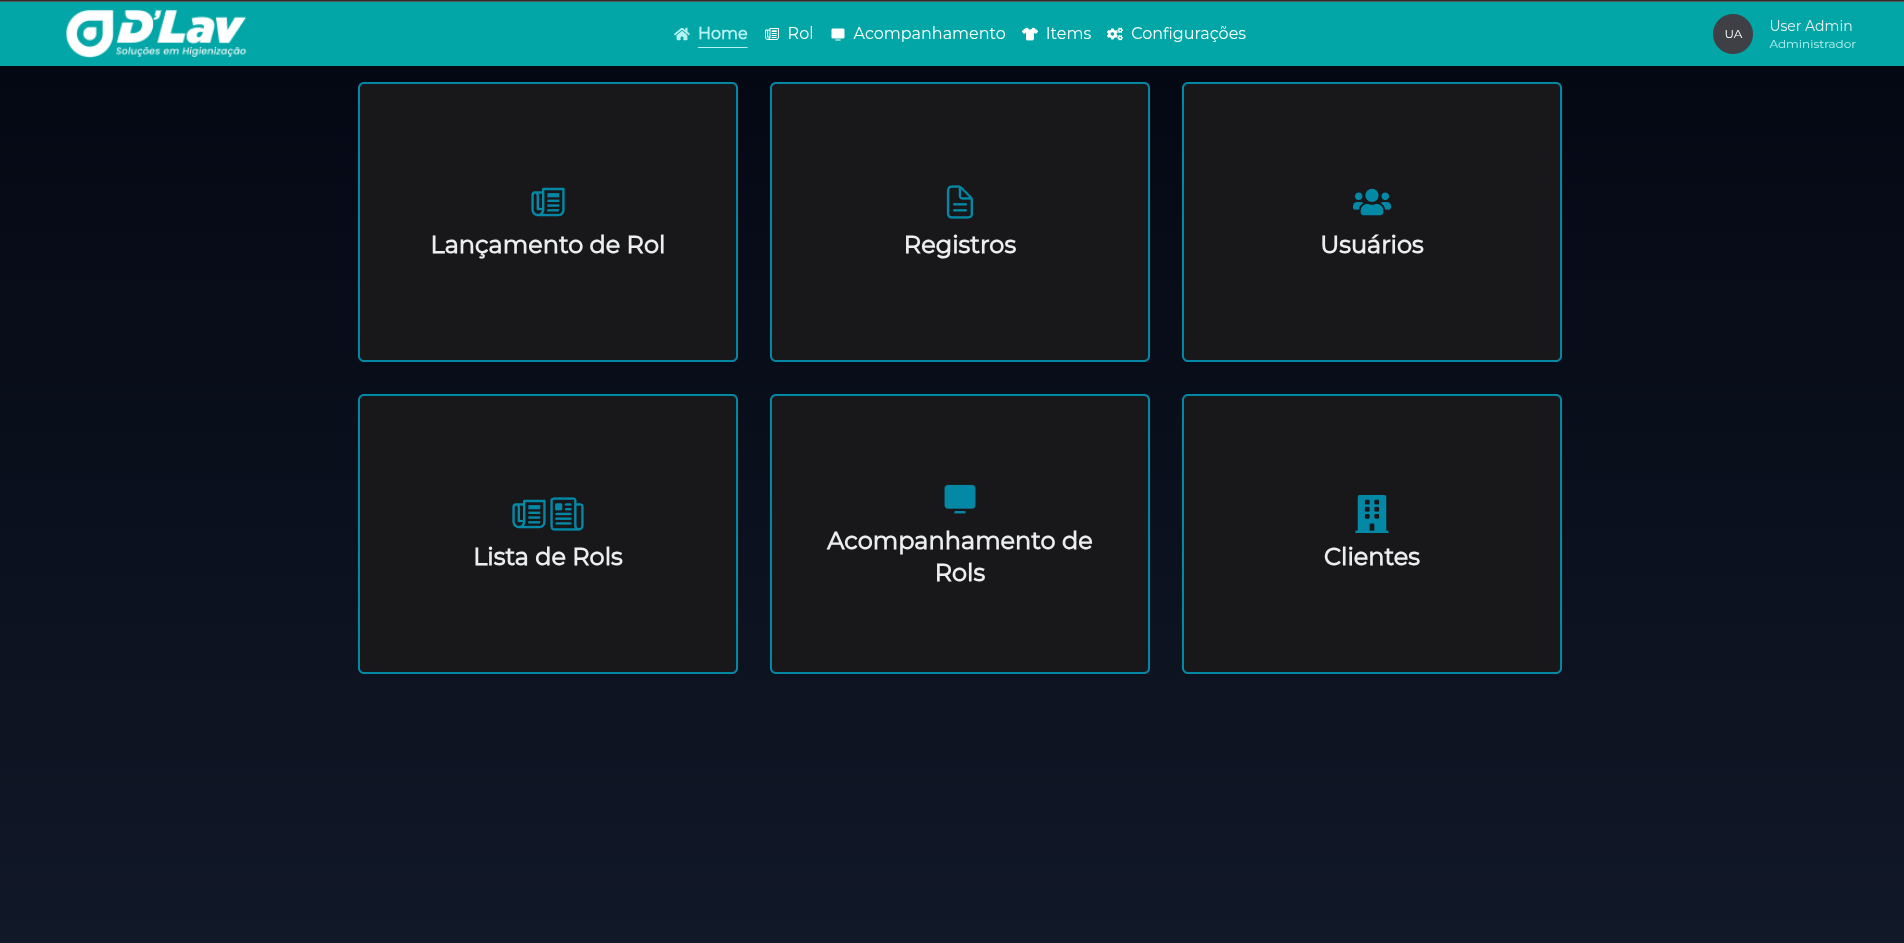 D'Lav
Soluções em Higienização
Home
Rol
Acompanhamento
Items
Configurações
UA
User Admin
Administrador
Lançamento de Rol
Registros
Usuários
Lista de Rols
Acompanhamento de
Rols
Clientes